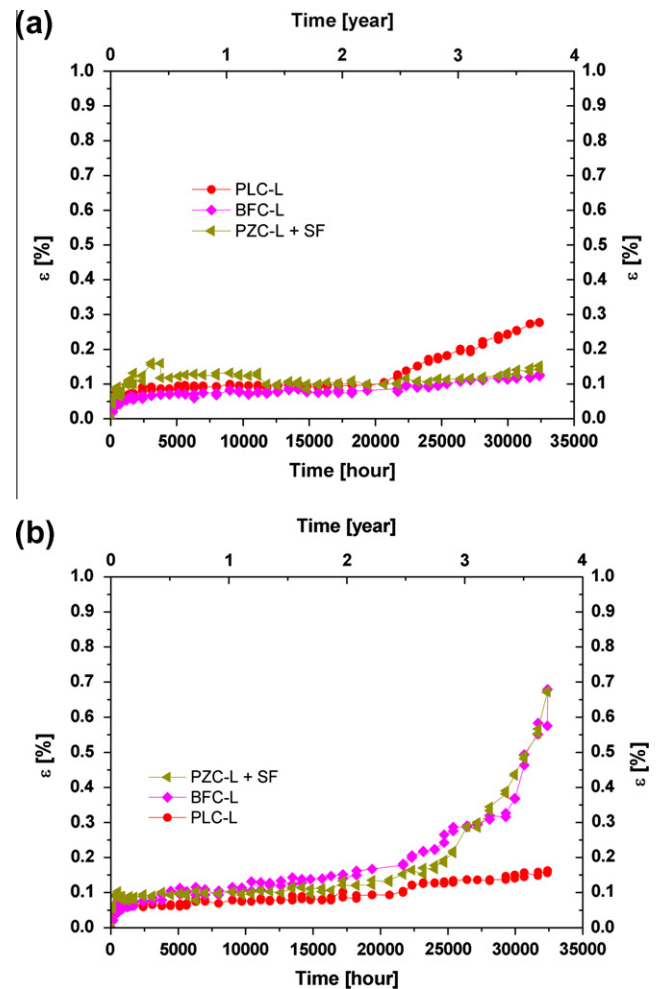 (a)
Time [year]
0 1 2 3 4
1.0 1.0
0.9 0.9
0.8 0.8
0.7 0.7
PLC-L
BFC-L
PZC-L + SF
0.6 0.6
0.5 0.5
0.4 0.4
0.3 0.3
0.2 0.2
0.1 0.1
0.0 0.0
ε [%] ε [%]
0 5000 10000 15000 20000 25000 30000 35000
Time [hour]
(b)
Time [year]
0 1 2 3 4
1.0 1.0
0.9 0.9
0.8 0.8
0.7 0.7
0.6 0.6
0.5 0.5
PZC-L + SF
BFC-L
PLC-L
0.4 0.4
0.3 0.3
0.2 0.2
0.1 0.1
0.0 0.0
ε [%] ε [%]
0 5000 10000 15000 20000 25000 30000 35000
Time [hour]